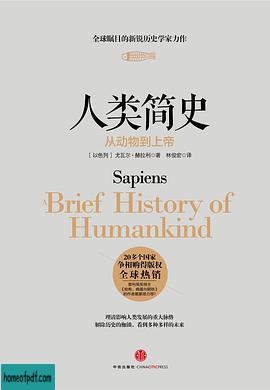 全球瞩目的新锐历史学家力作
人类简史
从动物到上帝
[以色列] 尤瓦尔·赫拉利◎著 林俊宏◎译
Sapiens
A Brief History of
Humankind
20多个国家
争相购得版权
全球热销
理清影响人类发展的重大脉络
解除历史的枷锁,看到多种多样的未来
homeofpdf.com
中信出版社·CHINACITICPRESS